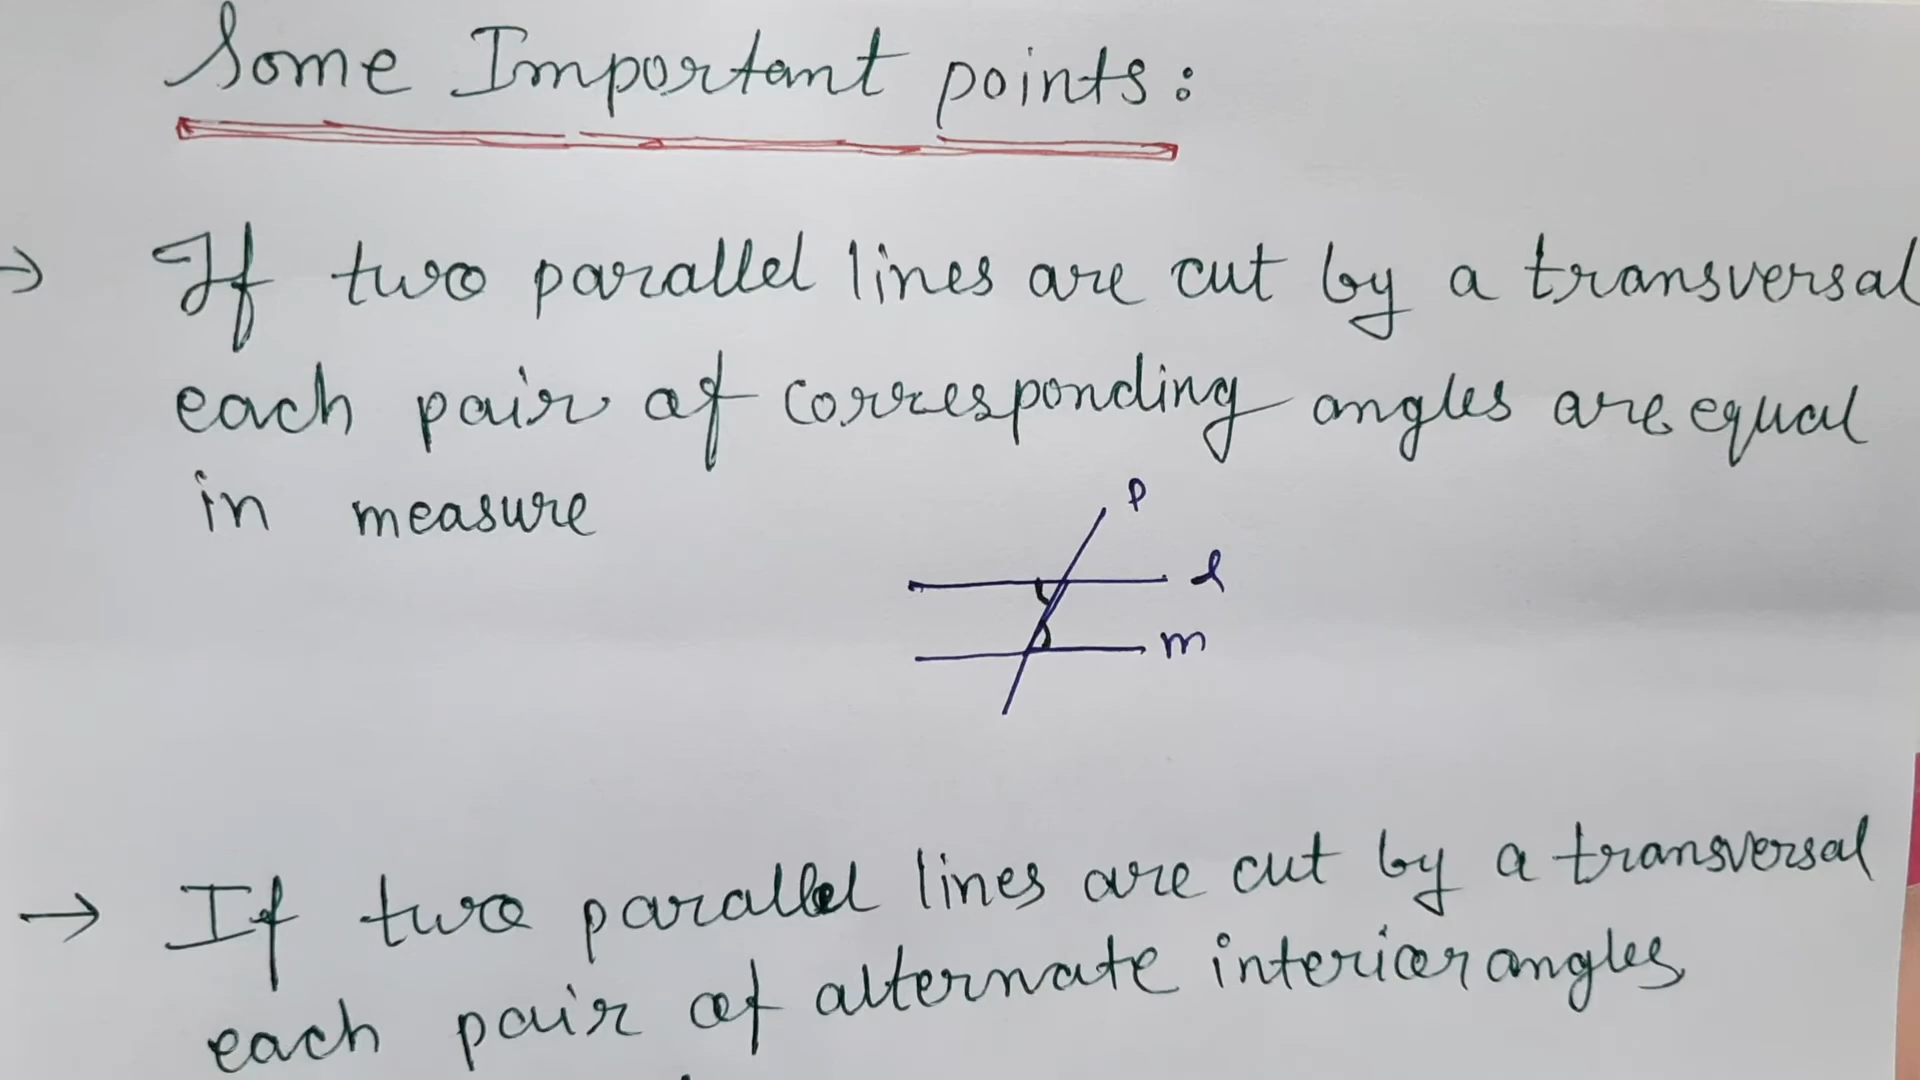 Some Important points:
→ If two parallel lines are cut by a transversal
each pair of corresponding angles are equal
in measure
p
l
m
→ If two parallel lines are cut by a transversal
each pair of alternate interior angles